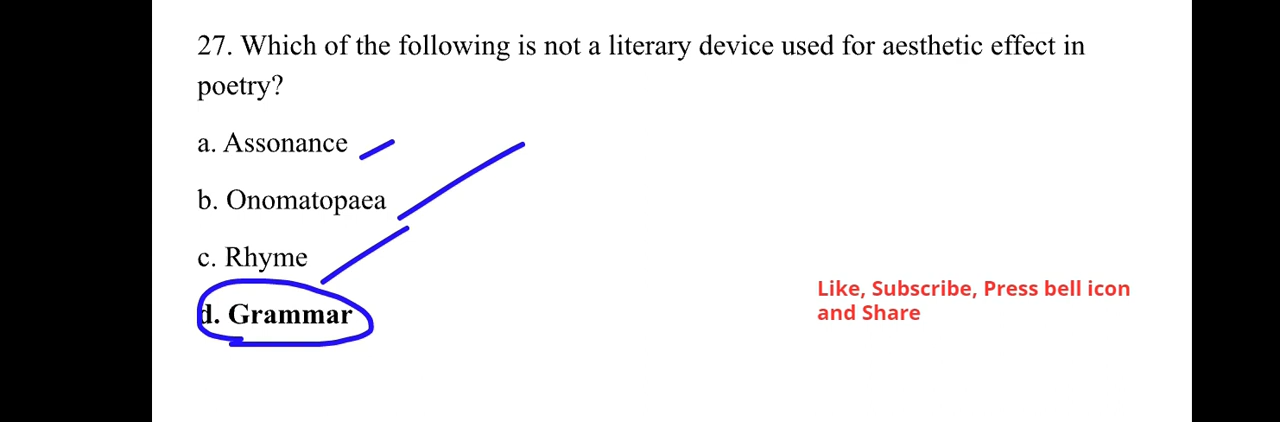 27. Which of the following is not a literary device used for aesthetic effect in
poetry?
a. Assonance
b. Onomatopaea
c. Rhyme
d. Grammar
Like, Subscribe, Press bell icon
and Share